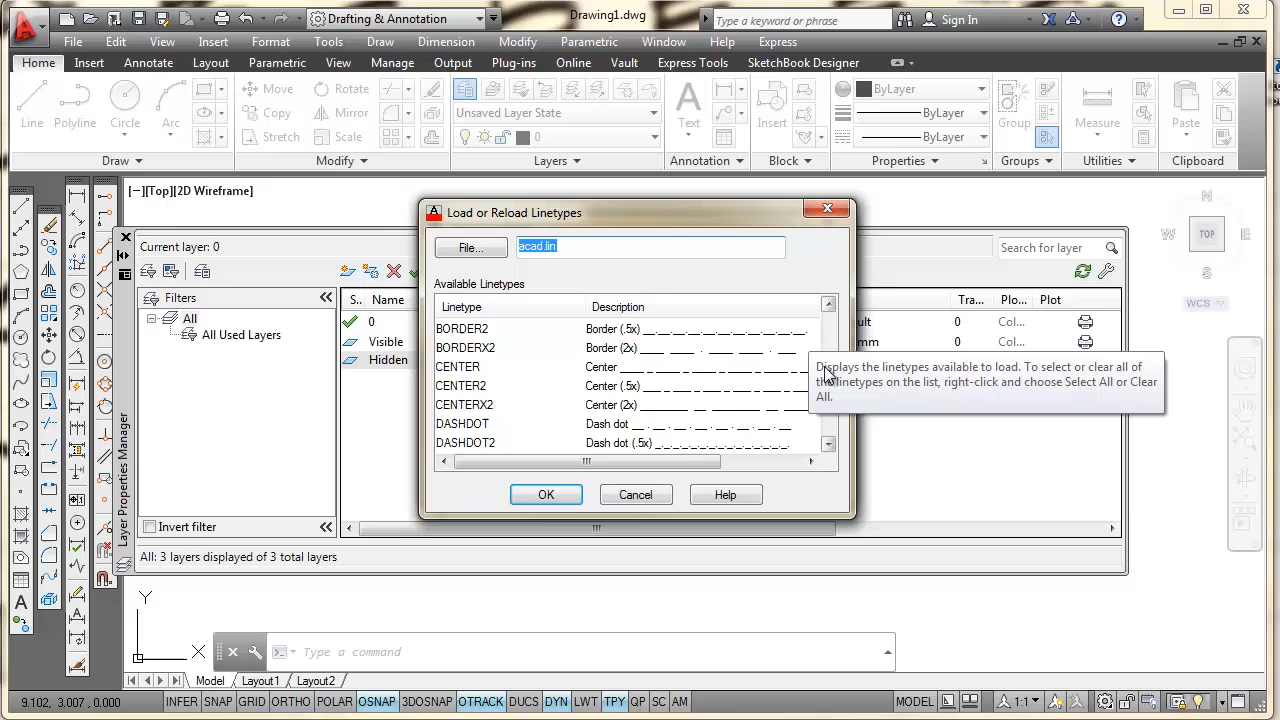 Drafting & Annotation
Drawing1.dwg
Type a keyword or phrase
Sign In
File Edit View Insert Format Tools Draw Dimension Modify Parametric Window Help Express
Home Insert Annotate Layout Parametric View Manage Output Plug-ins Online Vault Express Tools SketchBook Designer
Line Polyline Circle Arc
Move Rotate
Copy Mirror
Stretch Scale
Unsaved Layer State
0
Text
Insert
ByLayer
ByLayer
ByLayer
Group
Measure
Paste
Draw Modify Layers Annotation Block Properties Groups Utilities Clipboard
[−][Top][2D Wireframe]
N
W TOP E
S
WCS
Current layer: 0
Search for layer
Filters
All
All Used Layers
Invert filter
S.. Name
0
Visible
Hidden
Tra... Plo... Plot
ult 0 Col...
mm 0 Col...
All: 3 layers displayed of 3 total layers
Layer Properties Manager
Load or Reload Linetypes
File... acad.lin
Available Linetypes
Linetype Description
BORDER2 Border (.5x)
BORDERX2 Border (2x)
CENTER Center
CENTER2 Center (.5x)
CENTERX2 Center (2x)
DASHDOT Dash dot
DASHDOT2 Dash dot (.5x)
OK Cancel Help
Displays the linetypes available to load. To select or clear all of
the linetypes on the list, right-click and choose Select All or Clear
All.
Y
X
Type a command
Model Layout1 Layout2
9.102, 3.007, 0.000 INFER SNAP GRID ORTHO POLAR OSNAP 3DOSNAP OTRACK DUCS DYN LWT TPY QP SC AM MODEL 1:1